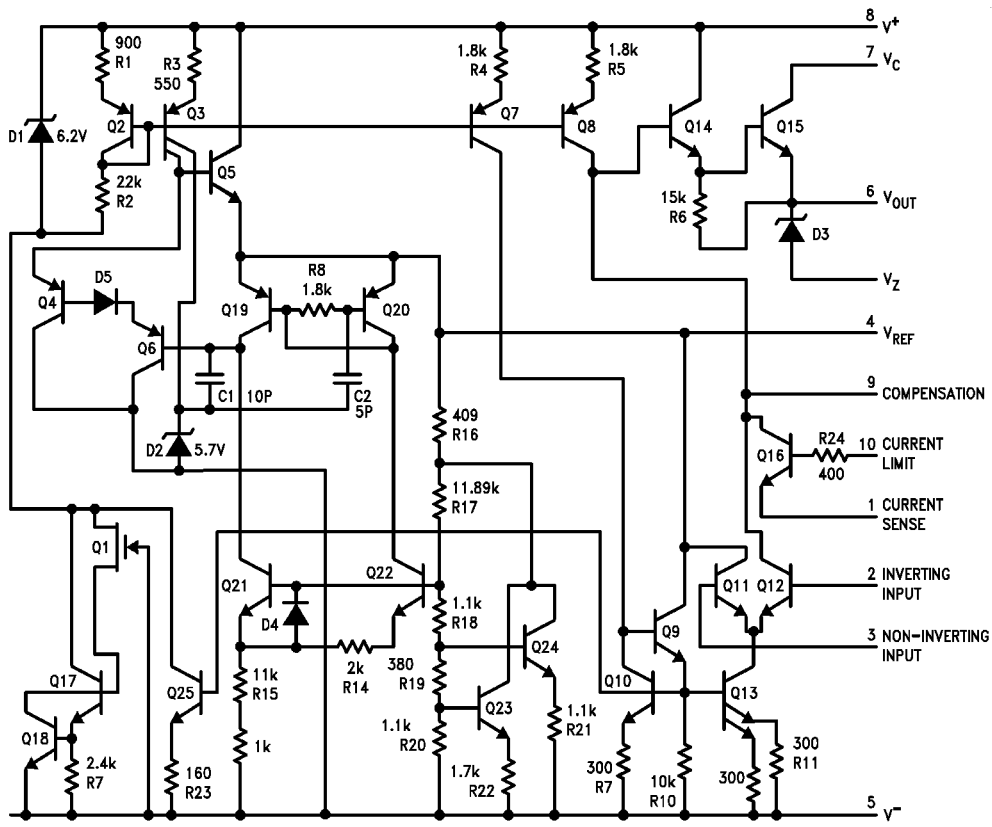 8 V+
7 VC
900
R1
R3
550
1.8k
R4
1.8k
R5
D1 6.2V
Q2
Q3
Q7
Q8
Q14
Q15
Q5
22k
R2
15k
R6
6 VOUT
D3
VZ
Q4
D5
Q6
R8
1.8k
Q19
Q20
4 VREF
C1 10P
C2
5P
9 COMPENSATION
D2 5.7V
409
R16
Q16
R24
400
10 CURRENT
LIMIT
11.89k
R17
1 CURRENT
SENSE
Q1
Q21
D4
Q22
1.1k
R18
Q11
Q12
2 INVERTING
INPUT
Q24
Q9
3 NON-INVERTING
INPUT
Q17
Q25
11k
R15
2k
R14
380
R19
Q23
Q10
Q13
Q18
2.4k
R7
160
R23
1k
1.1k
R20
1.7k
R22
1.1k
R21
300
R7
10k
R10
300
300
R11
5 V-